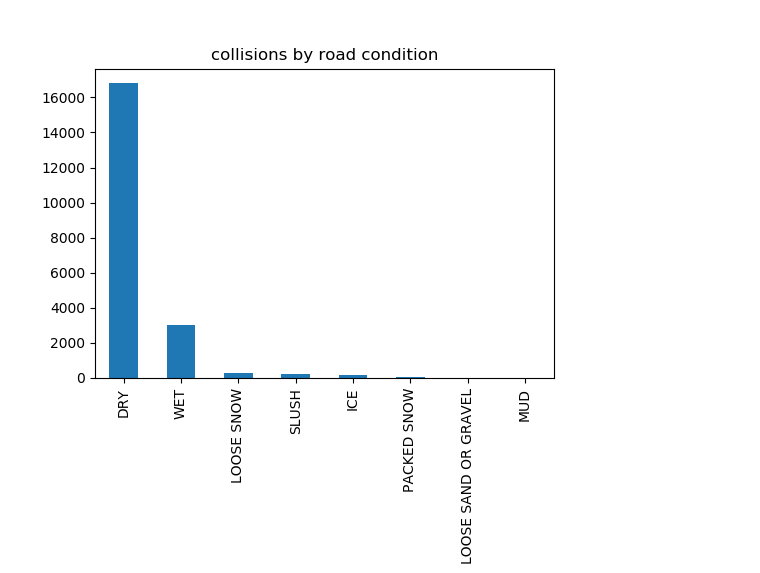 collisions by road condition
16000
14000
12000
10000
8000
6000
4000
2000
0
DRY
WET
LOOSE SNOW
SLUSH
ICE
PACKED SNOW
LOOSE SAND OR GRAVEL
MUD